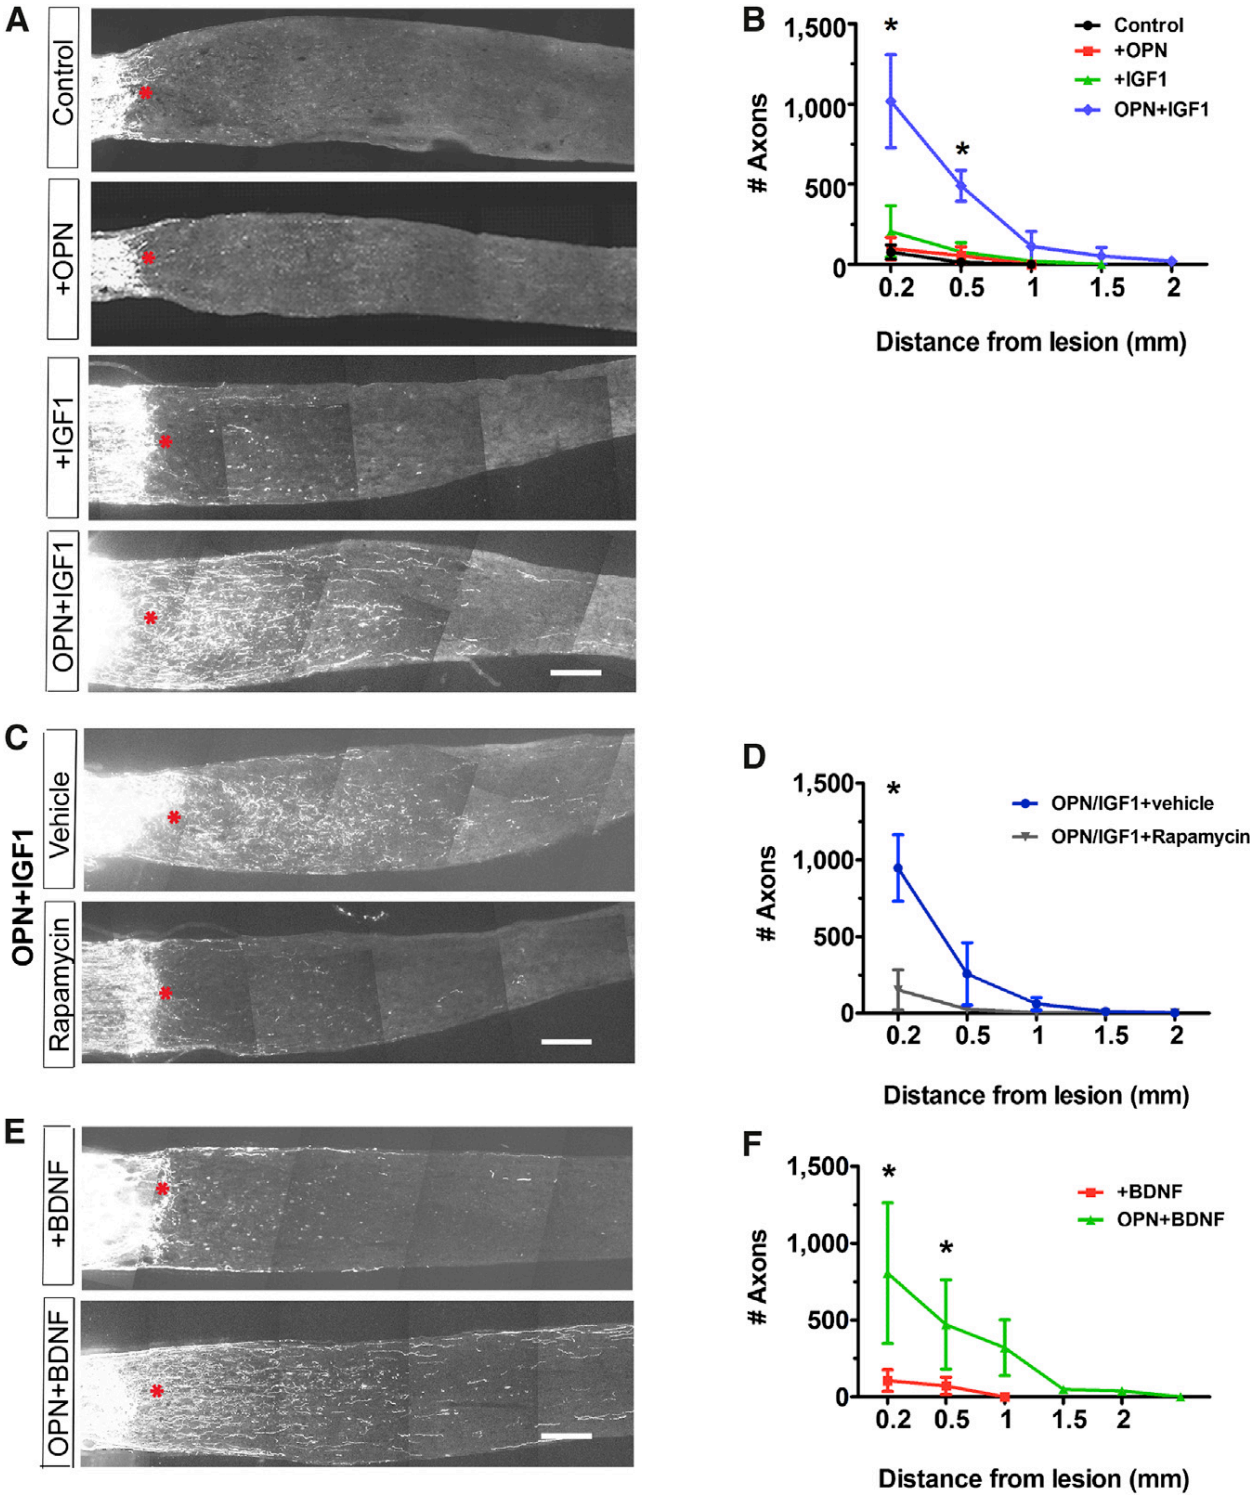 A
Control
+OPN
+IGF1
OPN+IGF1
B
1,500
1,000
500
0
# Axons
*
*
Control
+OPN
+IGF1
OPN+IGF1
0.2 0.5 1 1.5 2
Distance from lesion (mm)
C
OPN+IGF1
Vehicle
Rapamycin
D
1,500
1,000
500
0
# Axons
*
OPN/IGF1+vehicle
OPN/IGF1+Rapamycin
0.2 0.5 1 1.5 2
Distance from lesion (mm)
E
+BDNF
OPN+BDNF
F
1,500
1,000
500
0
# Axons
*
*
+BDNF
OPN+BDNF
0.2 0.5 1 1.5 2
Distance from lesion (mm)